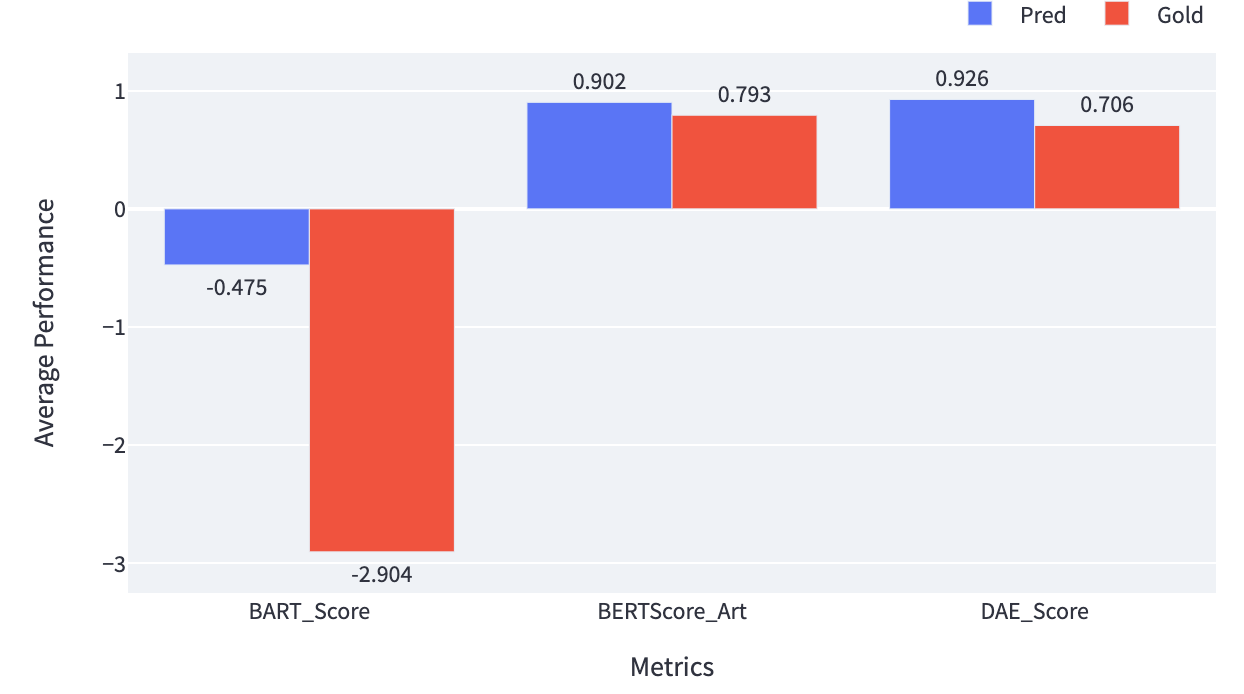 Pred Gold
0.902
0.926
0.793
0.706
1
0
-0.475
−1
−2
−3
-2.904
Average Performance
BART_Score BERTScore_Art DAE_Score
Metrics